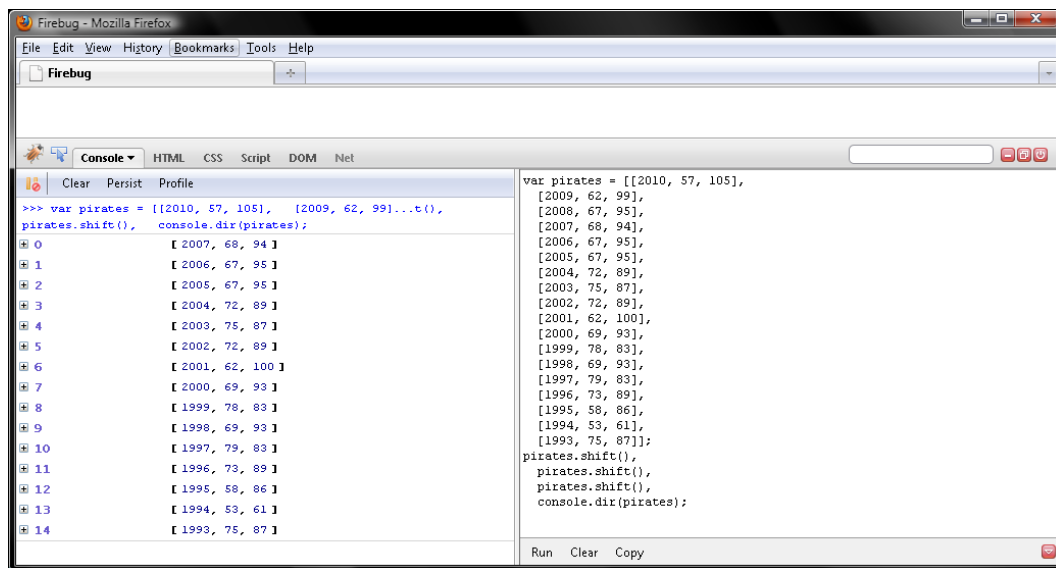 Firebug - Mozilla Firefox
File Edit View History Bookmarks Tools Help
Firebug
Console HTML CSS Script DOM Net
Clear Persist Profile
>>> var pirates = [[2010, 57, 105], [2009, 62, 99]...t(),
pirates.shift(), console.dir(pirates);
0 [ 2007, 68, 94 ]
1 [ 2006, 67, 95 ]
2 [ 2005, 67, 95 ]
3 [ 2004, 72, 89 ]
4 [ 2003, 75, 87 ]
5 [ 2002, 72, 89 ]
6 [ 2001, 62, 100 ]
7 [ 2000, 69, 93 ]
8 [ 1999, 78, 83 ]
9 [ 1998, 69, 93 ]
10 [ 1997, 79, 83 ]
11 [ 1996, 73, 89 ]
12 [ 1995, 58, 86 ]
13 [ 1994, 53, 61 ]
14 [ 1993, 75, 87 ]
var pirates = [[2010, 57, 105],
[2009, 62, 99],
[2008, 67, 95],
[2007, 68, 94],
[2006, 67, 95],
[2005, 67, 95],
[2004, 72, 89],
[2003, 75, 87],
[2002, 72, 89],
[2001, 62, 100],
[2000, 69, 93],
[1999, 78, 83],
[1998, 69, 93],
[1997, 79, 83],
[1996, 73, 89],
[1995, 58, 86],
[1994, 53, 61],
[1993, 75, 87]];
pirates.shift(),
pirates.shift(),
pirates.shift(),
console.dir(pirates);
Run Clear Copy